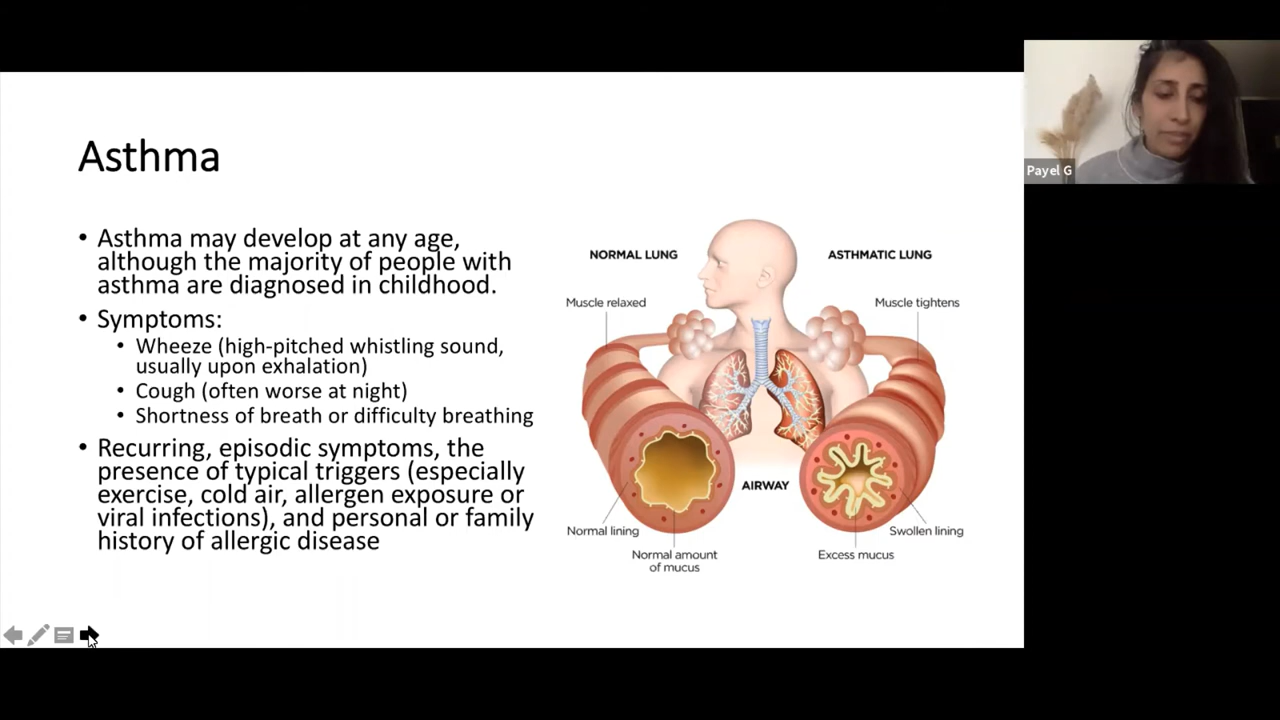 Asthma
• Asthma may develop at any age,
although the majority of people with
asthma are diagnosed in childhood.
• Symptoms:
• Wheeze (high-pitched whistling sound,
usually upon exhalation)
• Cough (often worse at night)
• Shortness of breath or difficulty breathing
• Recurring, episodic symptoms, the
presence of typical triggers (especially
exercise, cold air, allergen exposure or
viral infections), and personal or family
history of allergic disease
NORMAL LUNG
ASTHMATIC LUNG
Muscle relaxed
Muscle tightens
AIRWAY
Normal lining
Swollen lining
Normal amount
of mucus
Excess mucus
Payel G